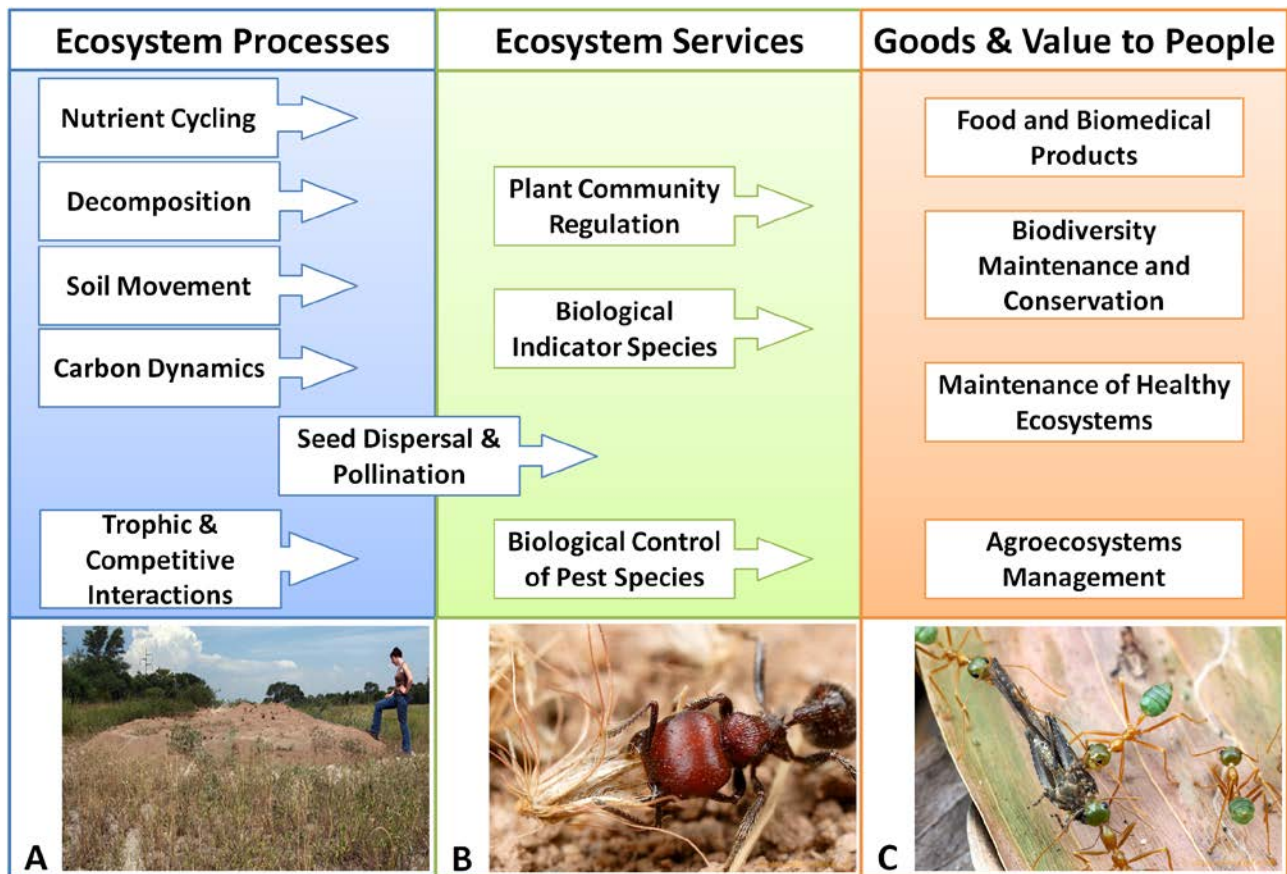 Ecosystem Processes
Ecosystem Services
Goods & Value to People
Nutrient Cycling
Decomposition
Soil Movement
Carbon Dynamics
Seed Dispersal &
Pollination
Trophic &
Competitive
Interactions
Plant Community
Regulation
Biological
Indicator Species
Biological Control
of Pest Species
Food and Biomedical
Products
Biodiversity
Maintenance and
Conservation
Maintenance of Healthy
Ecosystems
Agroecosystems
Management
A
B
C